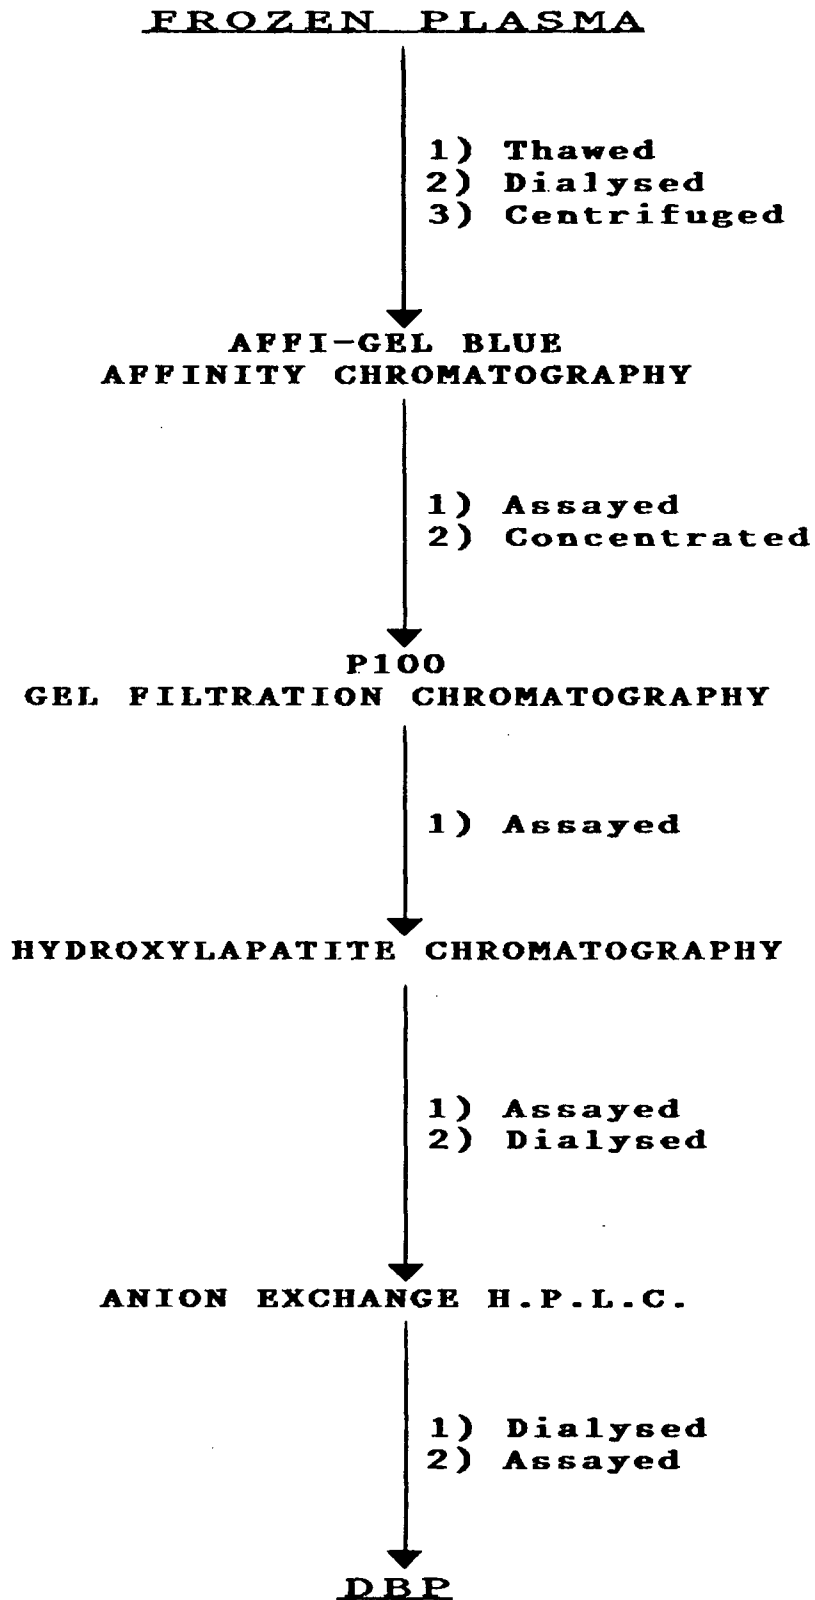 FROZEN PLASMA
1) Thawed
2) Dialysed
3) Centrifuged
AFFI-GEL BLUE
AFFINITY CHROMATOGRAPHY
1) Assayed
2) Concentrated
P100
GEL FILTRATION CHROMATOGRAPHY
1) Assayed
HYDROXYLAPATITE CHROMATOGRAPHY
1) Assayed
2) Dialysed
ANION EXCHANGE H.P.L.C.
1) Dialysed
2) Assayed
DBP